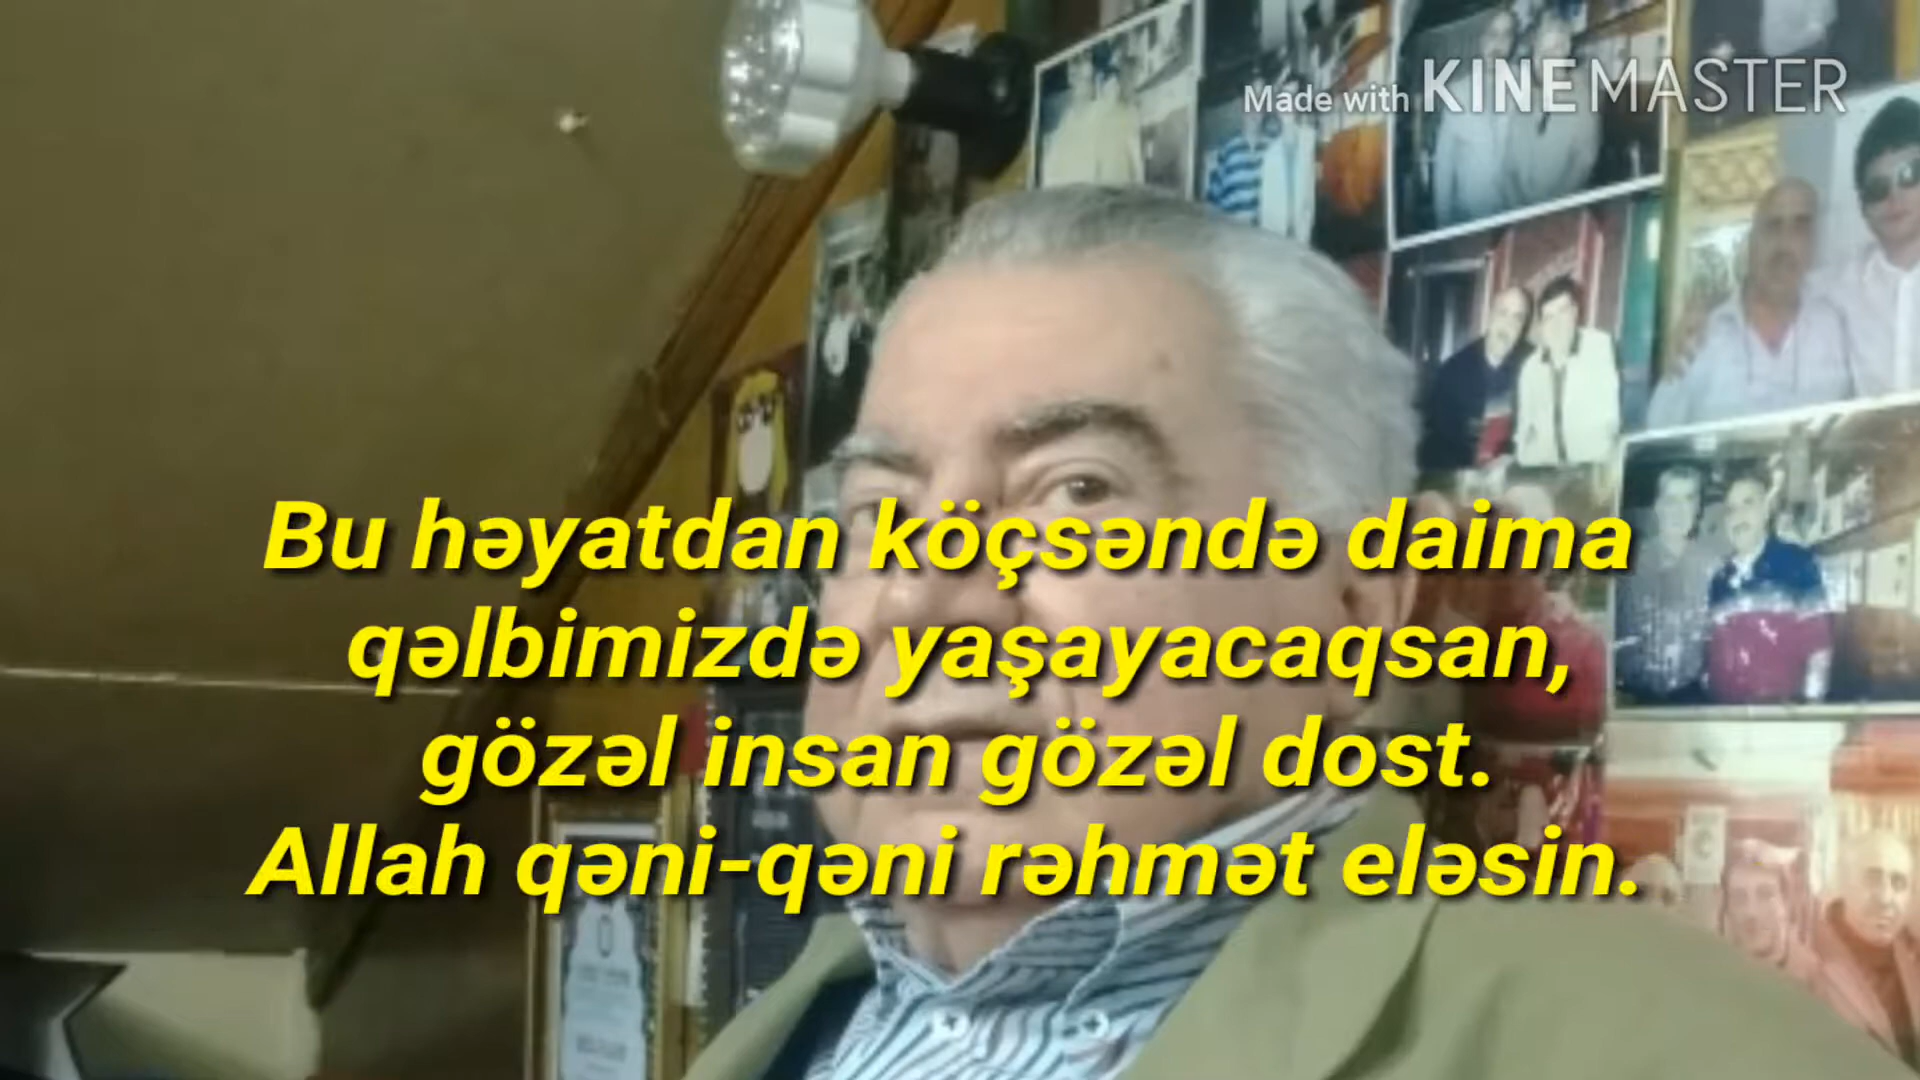 Made with KINEMASTER
Bu həyatdan köçsəndə daima
qəlbimizdə yaşayacaqsan,
gözəl insan gözəl dost.
Allah qəni-qəni rəhmət eləsin.